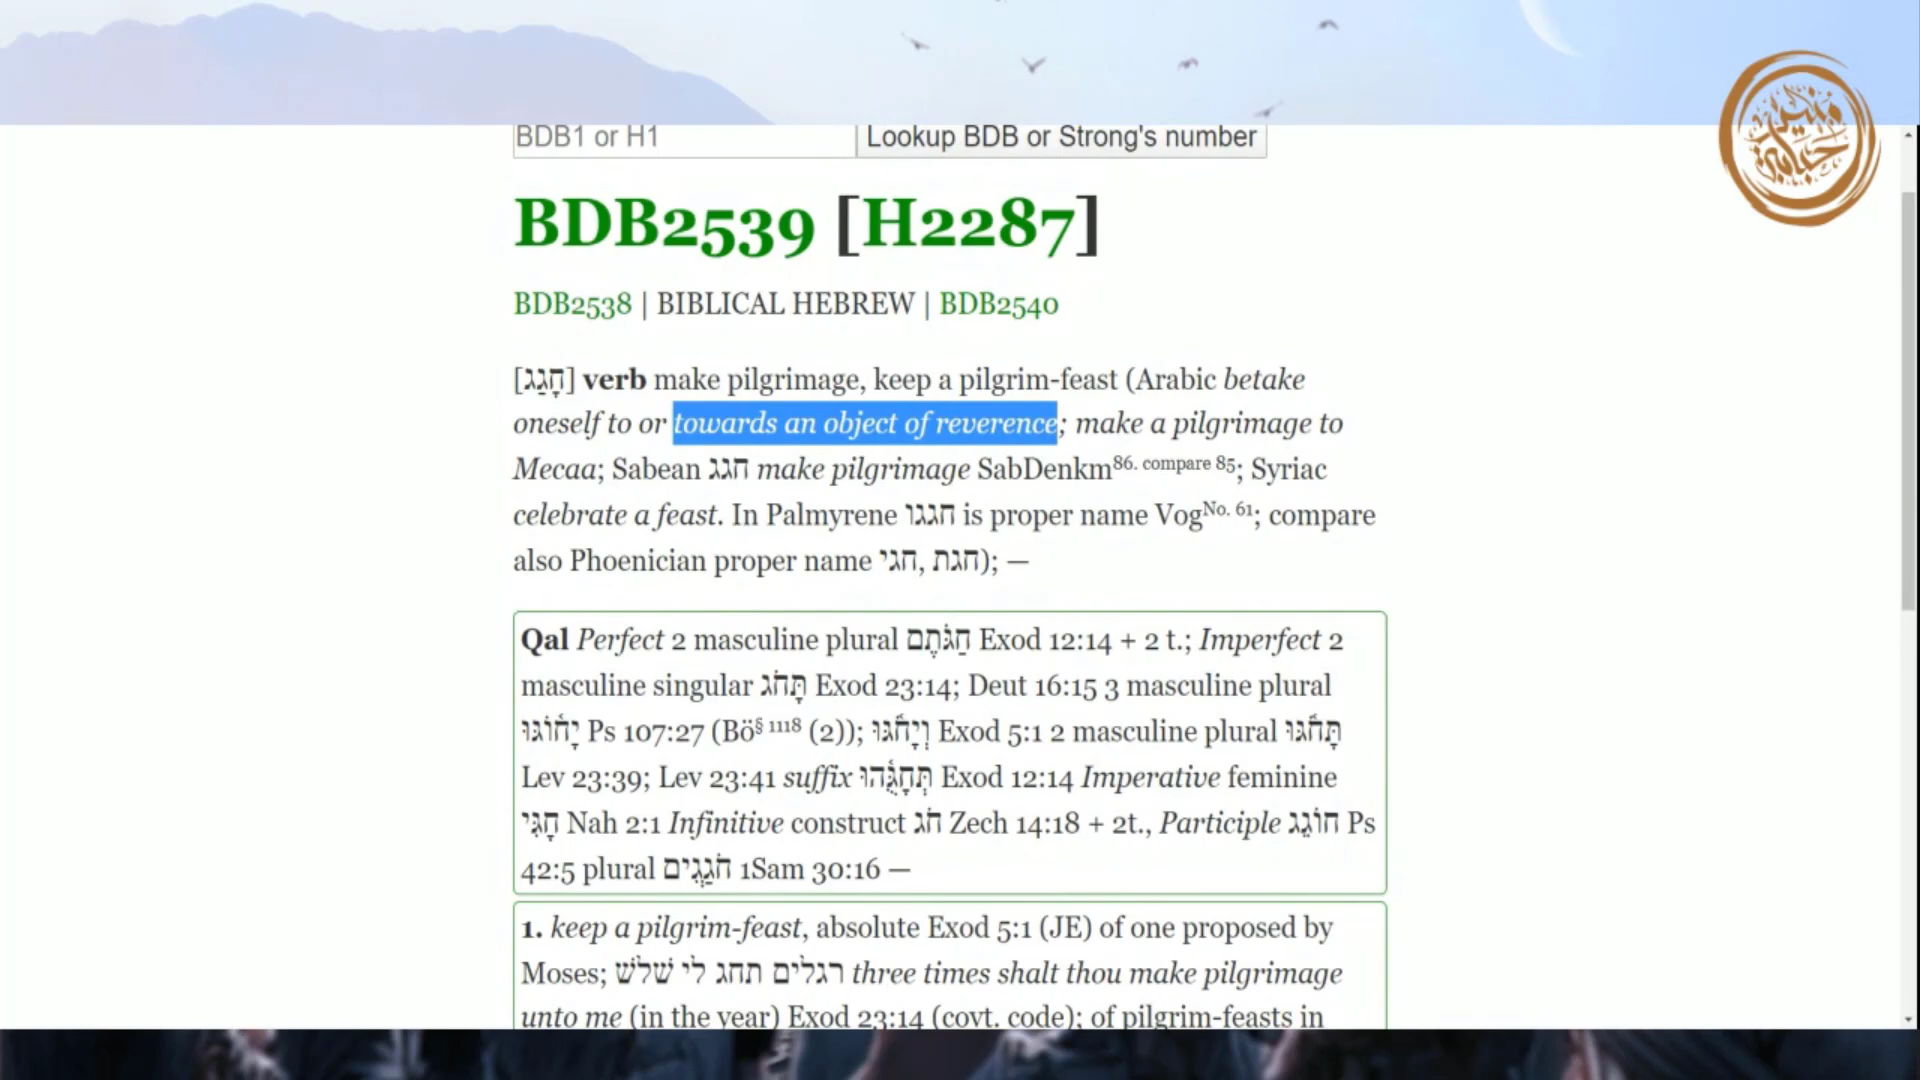 منير خباية
BDB1 or H1 Lookup BDB or Strong's number
BDB2539 [H2287]
BDB2538 | BIBLICAL HEBREW | BDB2540
[חָגַג] verb make pilgrimage, keep a pilgrim-feast (Arabic betake
oneself to or towards an object of reverence; make a pilgrimage to
Mecaa; Sabean חגג make pilgrimage SabDenkm86. compare 85; Syriac
celebrate a feast. In Palmyrene חגגו is proper name VogNo. 61; compare
also Phoenician proper name חגת, חגי); —
Qal Perfect 2 masculine plural חַגֹּתֶם Exod 12:14 + 2 t.; Imperfect 2
masculine singular תָּחֹג Exod 23:14; Deut 16:15 3 masculine plural
יָח֫וֹגּוּ Ps 107:27 (Bö§ 1118 (2)); וְיָחֹ֫גּוּ Exod 5:1 2 masculine plural תָּחֹ֫גּוּ
Lev 23:39; Lev 23:41 suffix תְּחָגֻּ֫הוּ Exod 12:14 Imperative feminine
חָגִּי Nah 2:1 Infinitive construct חֹג Zech 14:18 + 2t., Participle חוֹגֵג Ps
42:5 plural חֹגְגִים 1Sam 30:16 —
1. keep a pilgrim-feast, absolute Exod 5:1 (JE) of one proposed by
Moses; שָׁלֹשׁ רגלים תחג לי three times shalt thou make pilgrimage
unto me (in the year) Exod 23:14 (covt. code); of pilgrim-feasts in